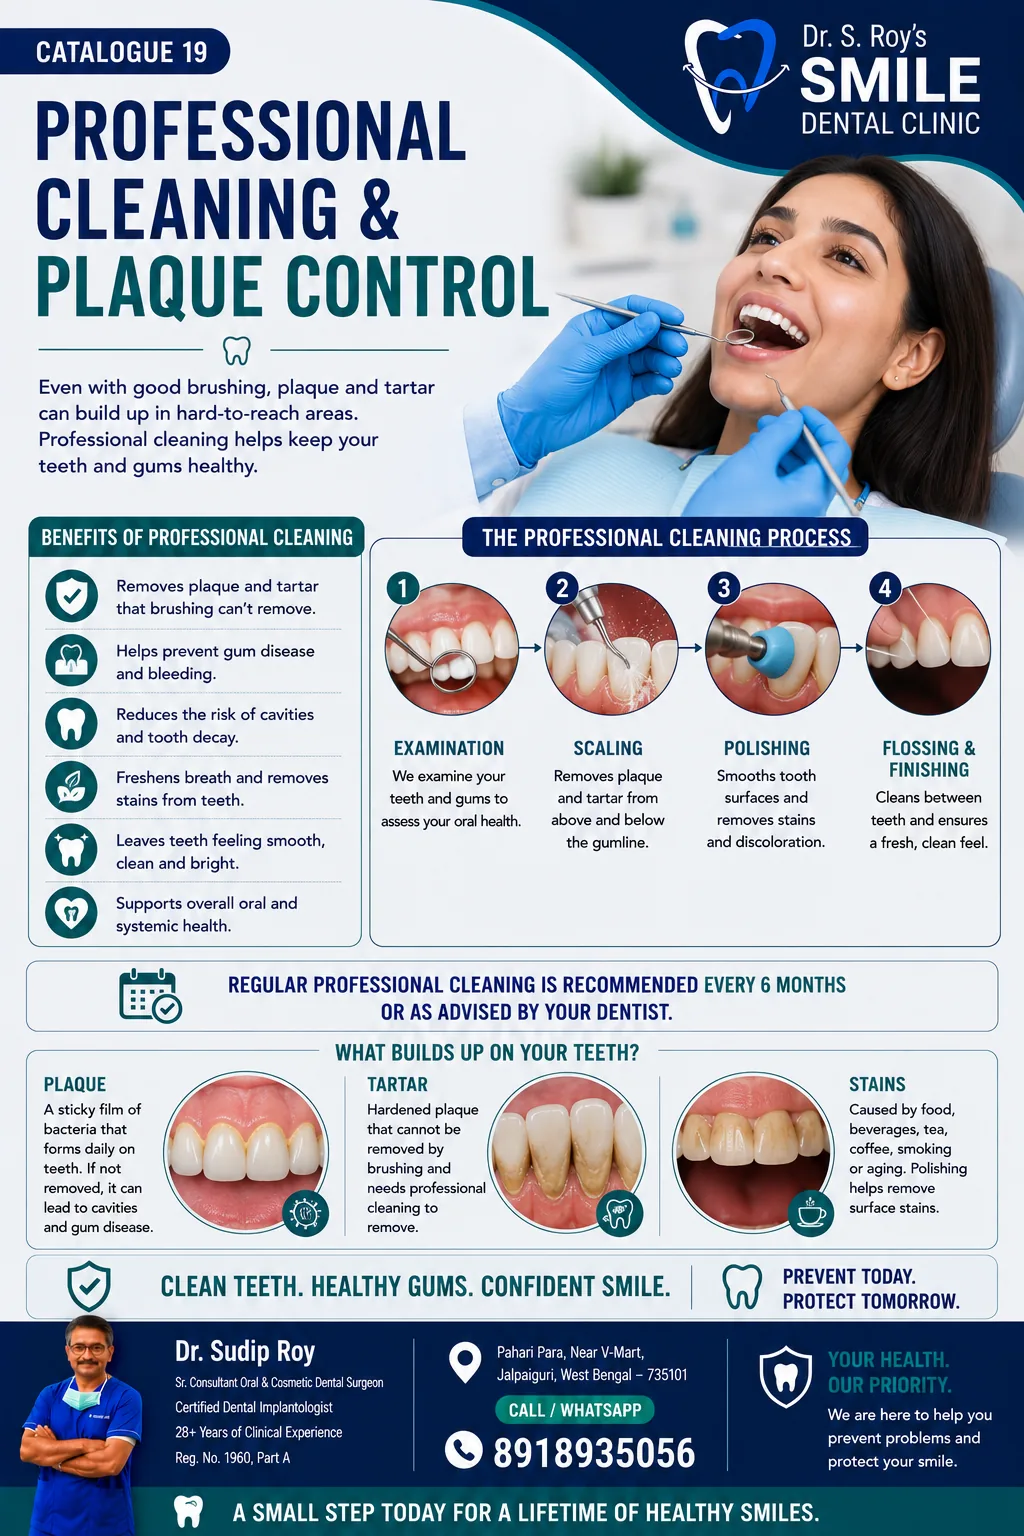 CATALOGUE 19
Dr. S. Roy's
SMILE
DENTAL CLINIC
PROFESSIONAL
CLEANING &
PLAQUE CONTROL
Even with good brushing, plaque and tartar
can build up in hard-to-reach areas.
Professional cleaning helps keep your
teeth and gums healthy.
BENEFITS OF PROFESSIONAL CLEANING
Removes plaque and tartar
that brushing can't remove.
Helps prevent gum disease
and bleeding.
Reduces the risk of cavities
and tooth decay.
Freshens breath and removes
stains from teeth.
Leaves teeth feeling smooth,
clean and bright.
Supports overall oral and
systemic health.
THE PROFESSIONAL CLEANING PROCESS
1
EXAMINATION
We examine your
teeth and gums to
assess your oral health.
2
SCALING
Removes plaque
and tartar from
above and below
the gumline.
3
POLISHING
Smooths tooth
surfaces and
removes stains
and discoloration.
4
FLOSSING &
FINISHING
Cleans between
teeth and ensures
a fresh, clean feel.
REGULAR PROFESSIONAL CLEANING IS RECOMMENDED EVERY 6 MONTHS
OR AS ADVISED BY YOUR DENTIST.
WHAT BUILDS UP ON YOUR TEETH?
PLAQUE
A sticky film of
bacteria that
forms daily on
teeth. If not
removed, it can
lead to cavities
and gum disease.
TARTAR
Hardened plaque
that cannot be
removed by
brushing and
needs professional
cleaning to
remove.
STAINS
Caused by food,
beverages, tea,
coffee, smoking
or aging. Polishing
helps remove
surface stains.
CLEAN TEETH. HEALTHY GUMS. CONFIDENT SMILE.
PREVENT TODAY.
PROTECT TOMORROW.
Dr. Sudip Roy
Sr. Consultant Oral & Cosmetic Dental Surgeon
Certified Dental Implantologist
28+ Years of Clinical Experience
Reg. No. 1960, Part A
Pahari Para, Near V-Mart,
Jalpaiguri, West Bengal – 735101
CALL / WHATSAPP
8918935056
YOUR HEALTH.
OUR PRIORITY.
We are here to help you
prevent problems and
protect your smile.
A SMALL STEP TODAY FOR A LIFETIME OF HEALTHY SMILES.